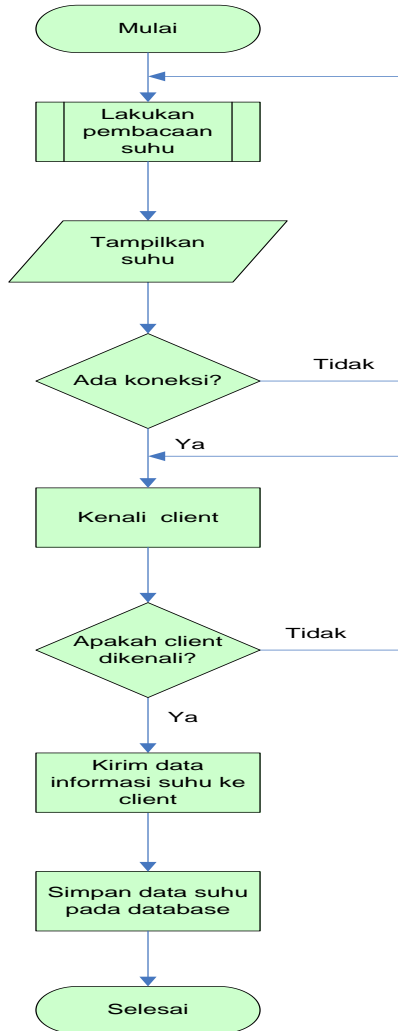 Mulai
Lakukan
pembacaan
suhu
Tampilkan
suhu
Ada koneksi?
Tidak
Ya
Kenali client
Apakah client
dikenali?
Tidak
Ya
Kirim data
informasi suhu ke
client
Simpan data suhu
pada database
Selesai